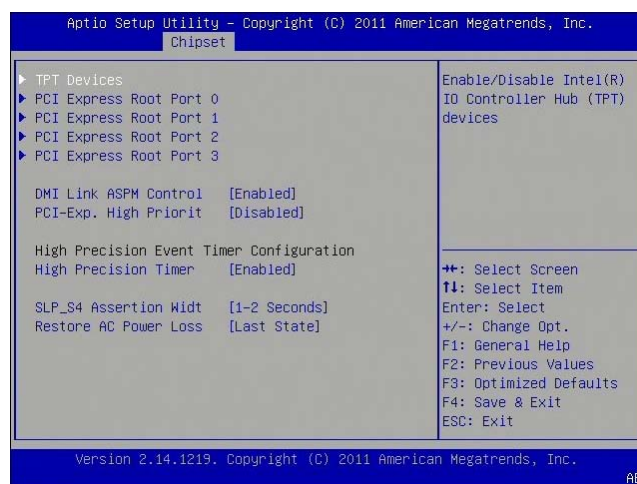 Aptio Setup Utility – Copyright (C) 2011 American Megatrends, Inc.
Chipset
TPT Devices
PCI Express Root Port 0
PCI Express Root Port 1
PCI Express Root Port 2
PCI Express Root Port 3
DMI Link ASPM Control [Enabled]
PCI-Exp. High Priorit [Disabled]
High Precision Event Timer Configuration
High Precision Timer [Enabled]
SLP_S4 Assertion Widt [1-2 Seconds]
Restore AC Power Loss [Last State]
Enable/Disable Intel(R)
IO Controller Hub (TPT)
devices
→←: Select Screen
↑↓: Select Item
Enter: Select
+/-: Change Opt.
F1: General Help
F2: Previous Values
F3: Optimized Defaults
F4: Save & Exit
ESC: Exit
Version 2.14.1219. Copyright (C) 2011 American Megatrends, Inc.